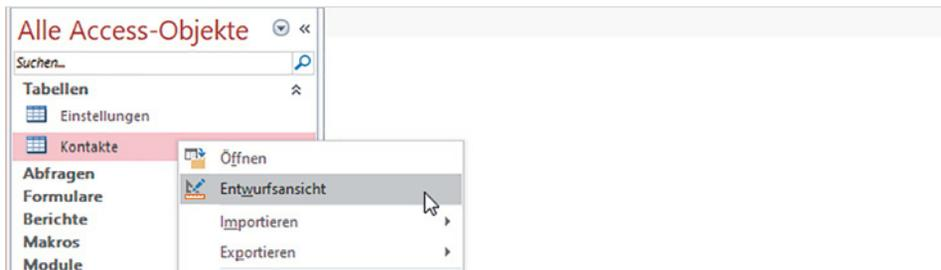 Alle Access-Objekte
Suchen...
Tabellen
Einstellungen
Kontakte
Öffnen
Abfragen
Entwurfsansicht
Formulare
Berichte
Importieren
Makros
Exportieren
Module